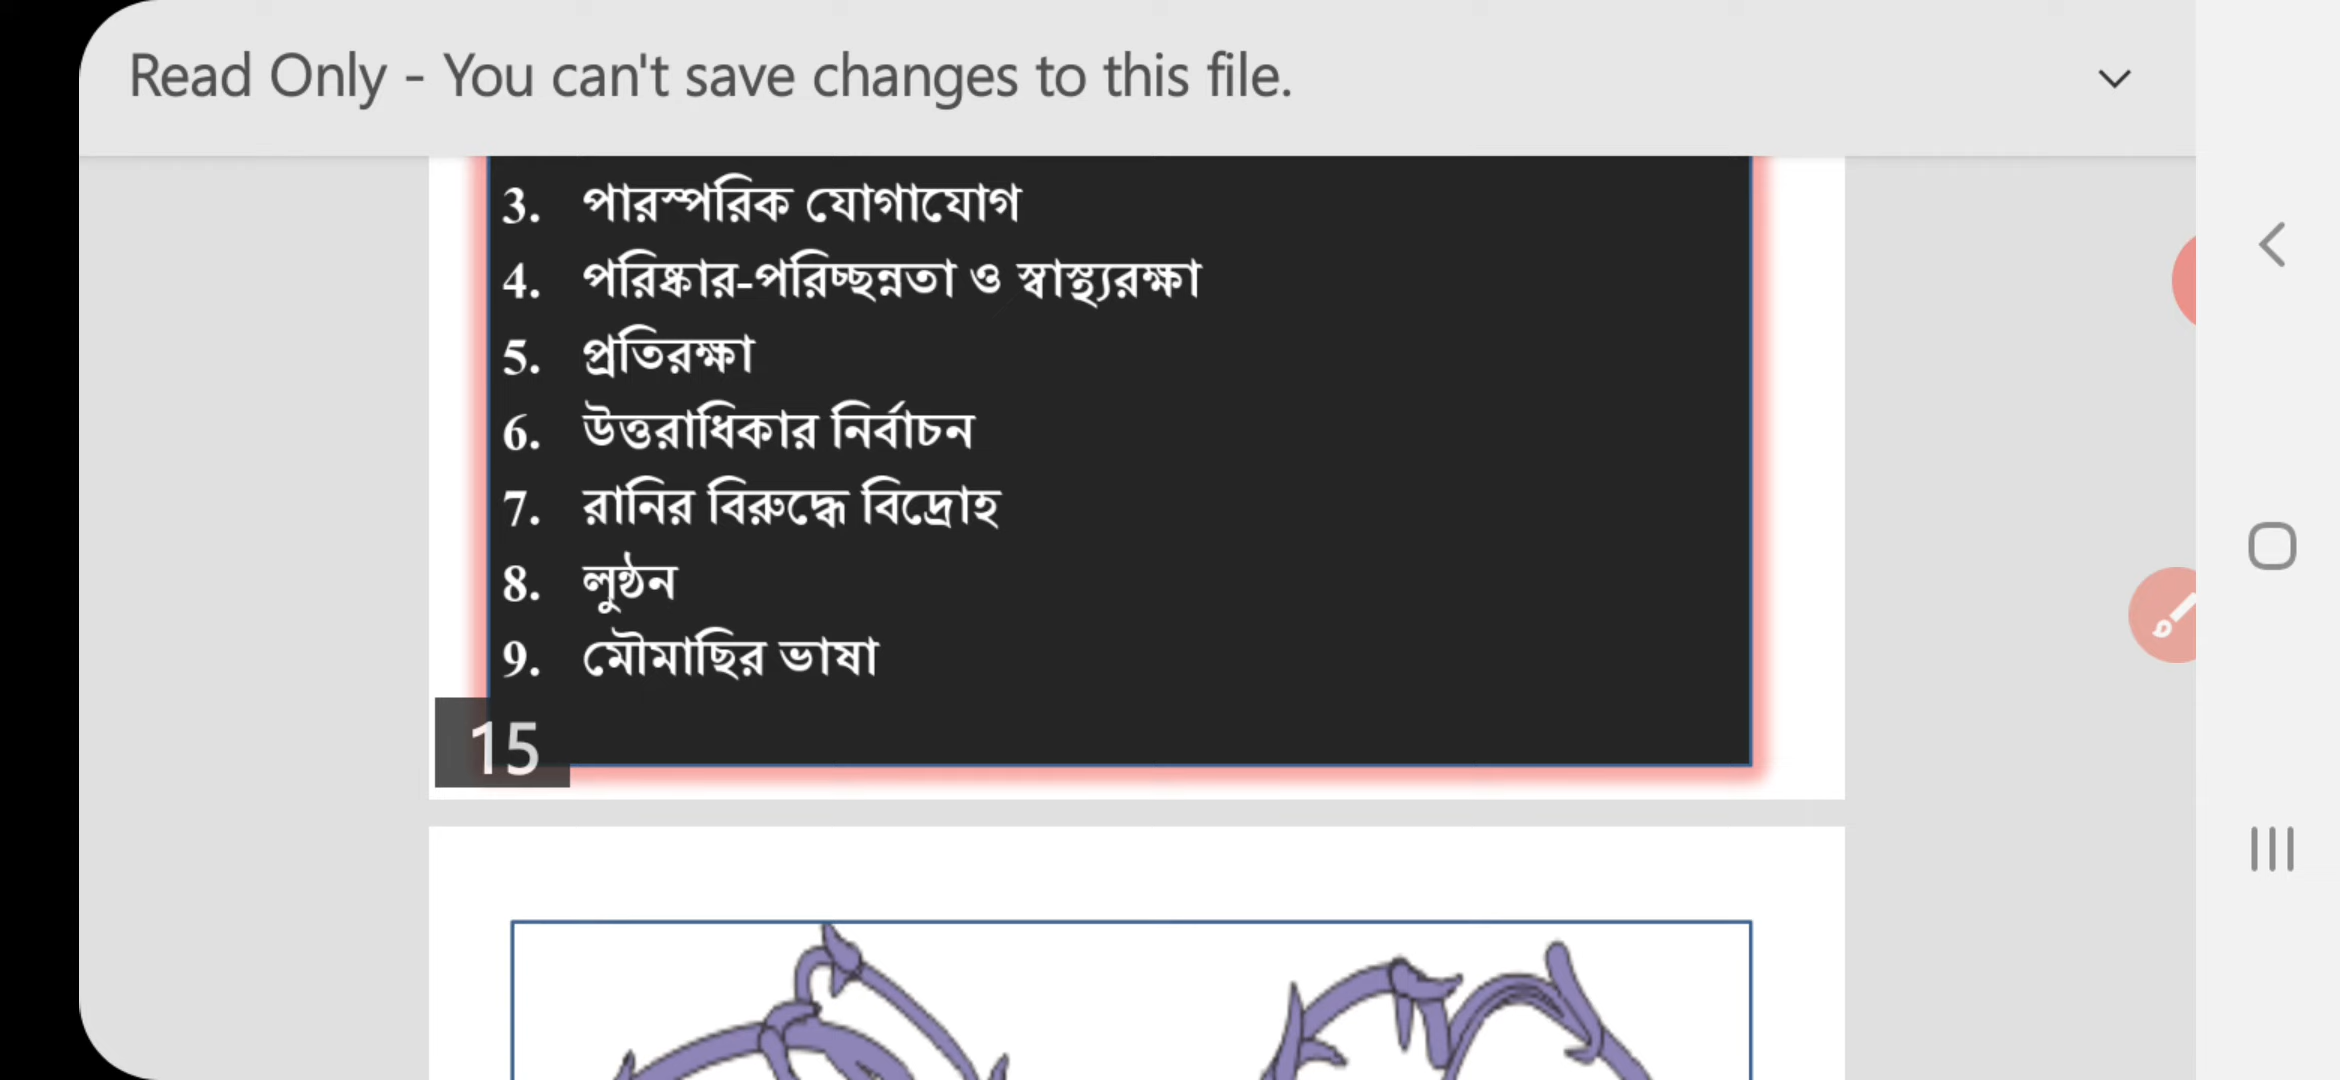 Read Only - You can't save changes to this file.
3. পারস্পরিক যোগাযোগ
4. পরিষ্কার-পরিচ্ছন্নতা ও স্বাস্থ্যরক্ষা
5. প্রতিরক্ষা
6. উত্তরাধিকার নির্বাচন
7. রানির বিরুদ্ধে বিদ্রোহ
8. লুণ্ঠন
9. মৌমাছির ভাষা
15